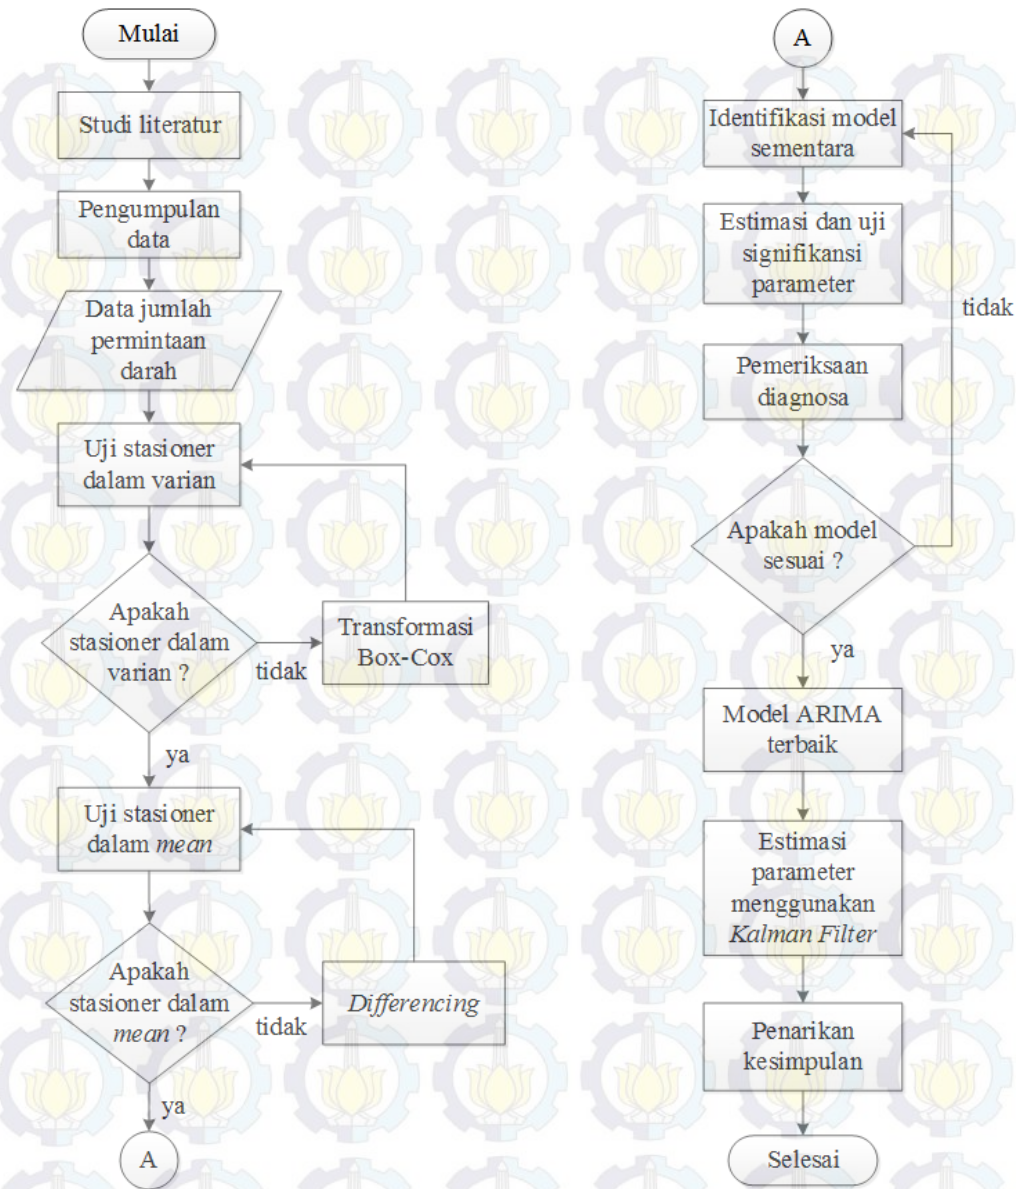 Mulai
Studi literatur
Pengumpulan
data
Data jumlah
permintaan
darah
Uji stasioner
dalam varian
Apakah
stasioner dalam
varian ?
tidak
Transformasi
Box-Cox
ya
Uji stasioner
dalam mean
Apakah
stasioner dalam
mean ?
tidak
Differencing
ya
A
A
Identifikasi model
sementara
Estimasi dan uji
signifikansi
parameter
tidak
Pemeriksaan
diagnosa
Apakah model
sesuai ?
ya
Model ARIMA
terbaik
Estimasi
parameter
menggunakan
Kalman Filter
Penarikan
kesimpulan
Selesai